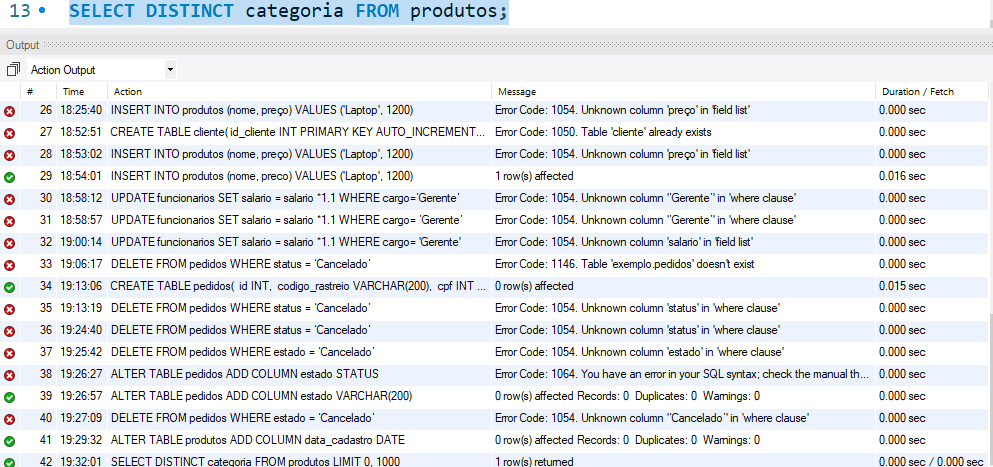 13 SELECT DISTINCT categoria FROM produtos;
Output
Action Output
# Time Action Message Duration / Fetch
26 18:25:40 INSERT INTO produtos (nome, preço) VALUES ('Laptop', 1200) Error Code: 1054. Unknown column 'preço' in 'field list' 0.000 sec
27 18:52:51 CREATE TABLE cliente( id_cliente INT PRIMARY KEY AUTO_INCREMENT... Error Code: 1050. Table 'cliente' already exists 0.000 sec
28 18:53:02 INSERT INTO produtos (nome, preço) VALUES ('Laptop', 1200) Error Code: 1054. Unknown column 'preço' in 'field list' 0.000 sec
29 18:54:01 INSERT INTO produtos (nome, preco) VALUES ('Laptop', 1200) 1 row(s) affected 0.016 sec
30 18:58:12 UPDATE funcionarios SET salario = salario *1.1 WHERE cargo=‘Gerente’ Error Code: 1054. Unknown column '‘Gerente’' in 'where clause' 0.000 sec
31 18:58:57 UPDATE funcionarios SET salario = salario *1.1 WHERE cargo= ‘Gerente’ Error Code: 1054. Unknown column '‘Gerente’' in 'where clause' 0.000 sec
32 19:00:14 UPDATE funcionarios SET salario = salario *1.1 WHERE cargo= 'Gerente' Error Code: 1054. Unknown column 'salario' in 'field list' 0.000 sec
33 19:06:17 DELETE FROM pedidos WHERE status = ‘Cancelado’ Error Code: 1146. Table 'exemplo.pedidos' doesn't exist 0.000 sec
34 19:13:06 CREATE TABLE pedidos( id INT, codigo_rastreio VARCHAR(200), cpf INT ... 0 row(s) affected 0.015 sec
35 19:13:19 DELETE FROM pedidos WHERE status = ‘Cancelado’ Error Code: 1054. Unknown column 'status' in 'where clause' 0.000 sec
36 19:24:40 DELETE FROM pedidos WHERE status = ‘Cancelado’ Error Code: 1054. Unknown column 'status' in 'where clause' 0.000 sec
37 19:25:42 DELETE FROM pedidos WHERE estado = ‘Cancelado’ Error Code: 1054. Unknown column 'estado' in 'where clause' 0.000 sec
38 19:26:27 ALTER TABLE pedidos ADD COLUMN estado STATUS Error Code: 1064. You have an error in your SQL syntax; check the manual th... 0.000 sec
39 19:26:57 ALTER TABLE pedidos ADD COLUMN estado VARCHAR(200) 0 row(s) affected Records: 0 Duplicates: 0 Warnings: 0 0.000 sec
40 19:27:09 DELETE FROM pedidos WHERE estado = ‘Cancelado’ Error Code: 1054. Unknown column '‘Cancelado’' in 'where clause' 0.000 sec
41 19:29:32 ALTER TABLE produtos ADD COLUMN data_cadastro DATE 0 row(s) affected Records: 0 Duplicates: 0 Warnings: 0 0.000 sec
42 19:32:01 SELECT DISTINCT categoria FROM produtos LIMIT 0, 1000 1 row(s) returned 0.000 sec / 0.000 sec